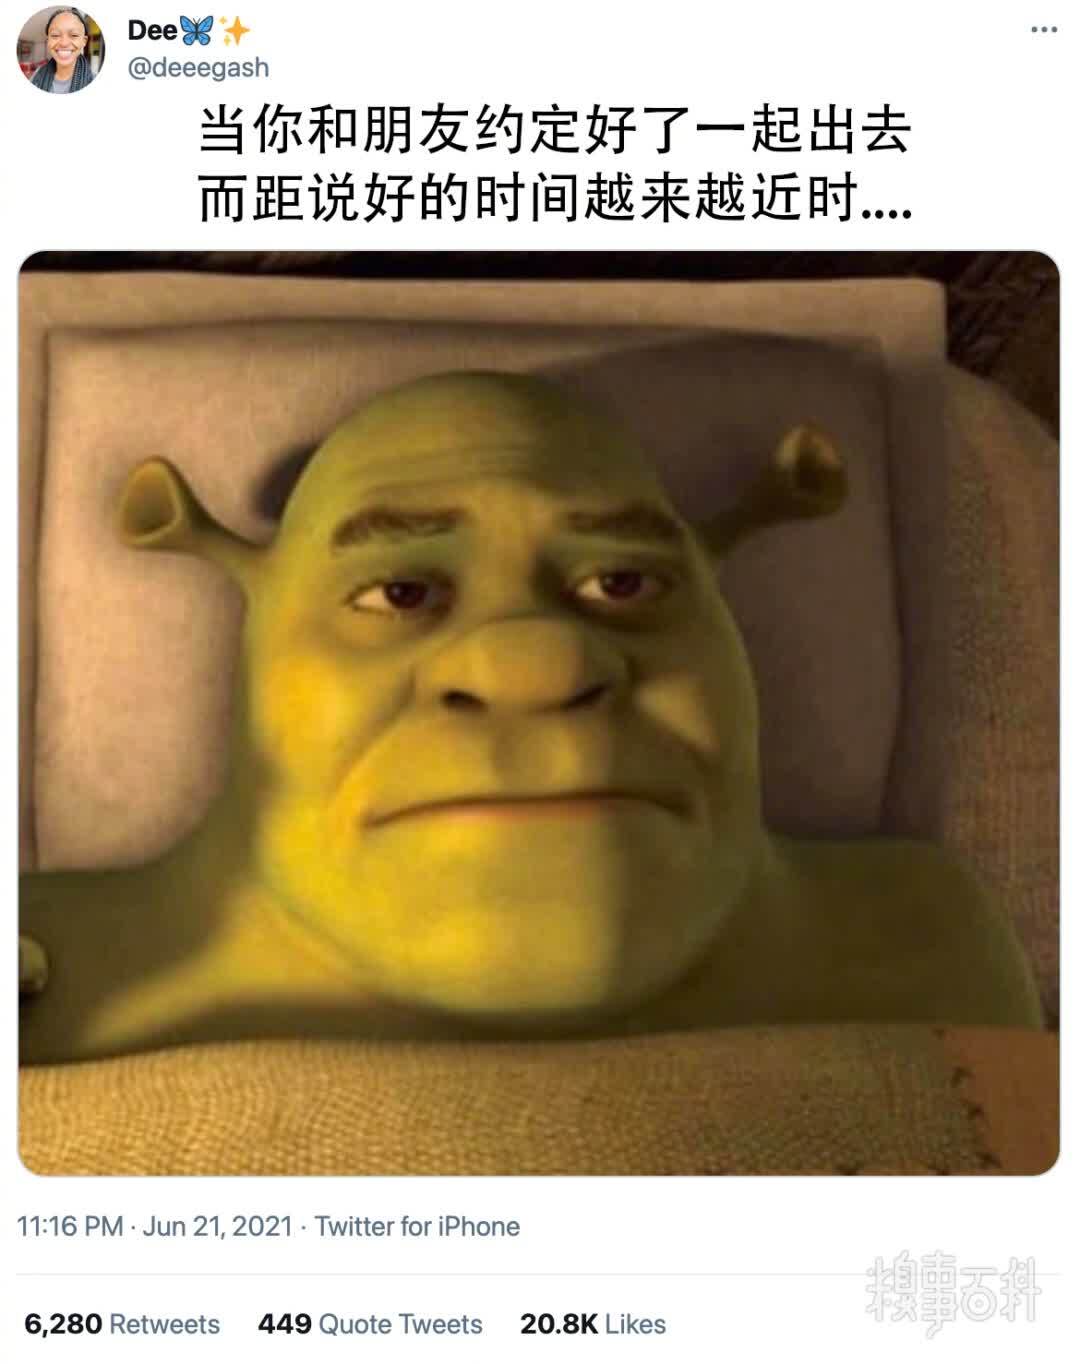 Dee🦋✨
@deeegash
当你和朋友约定好了一起出去
而距说好的时间越来越近时....
11:16 PM · Jun 21, 2021 · Twitter for iPhone
6,280 Retweets 449 Quote Tweets 20.8K Likes
糗事百科